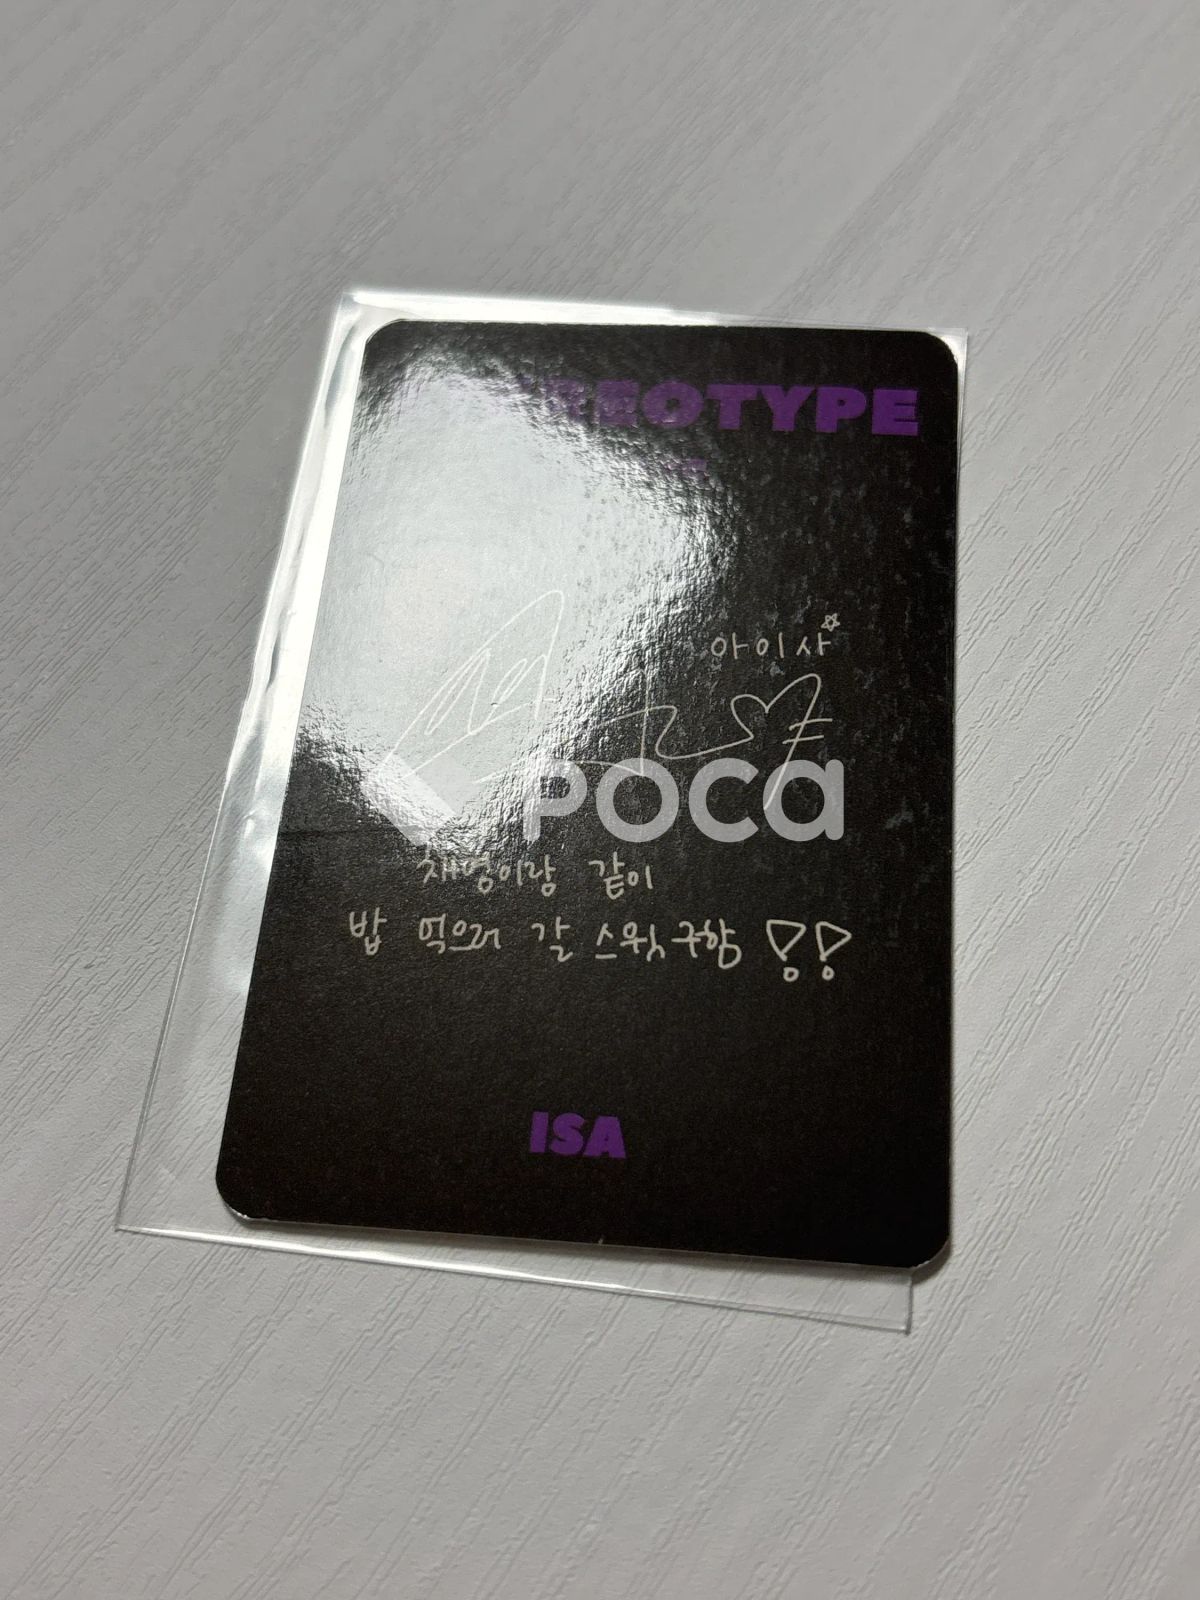 REOTYPE
아이사
poca
채영이랑 같이
밥 먹으러 갈 스윗 구함 !!
ISA